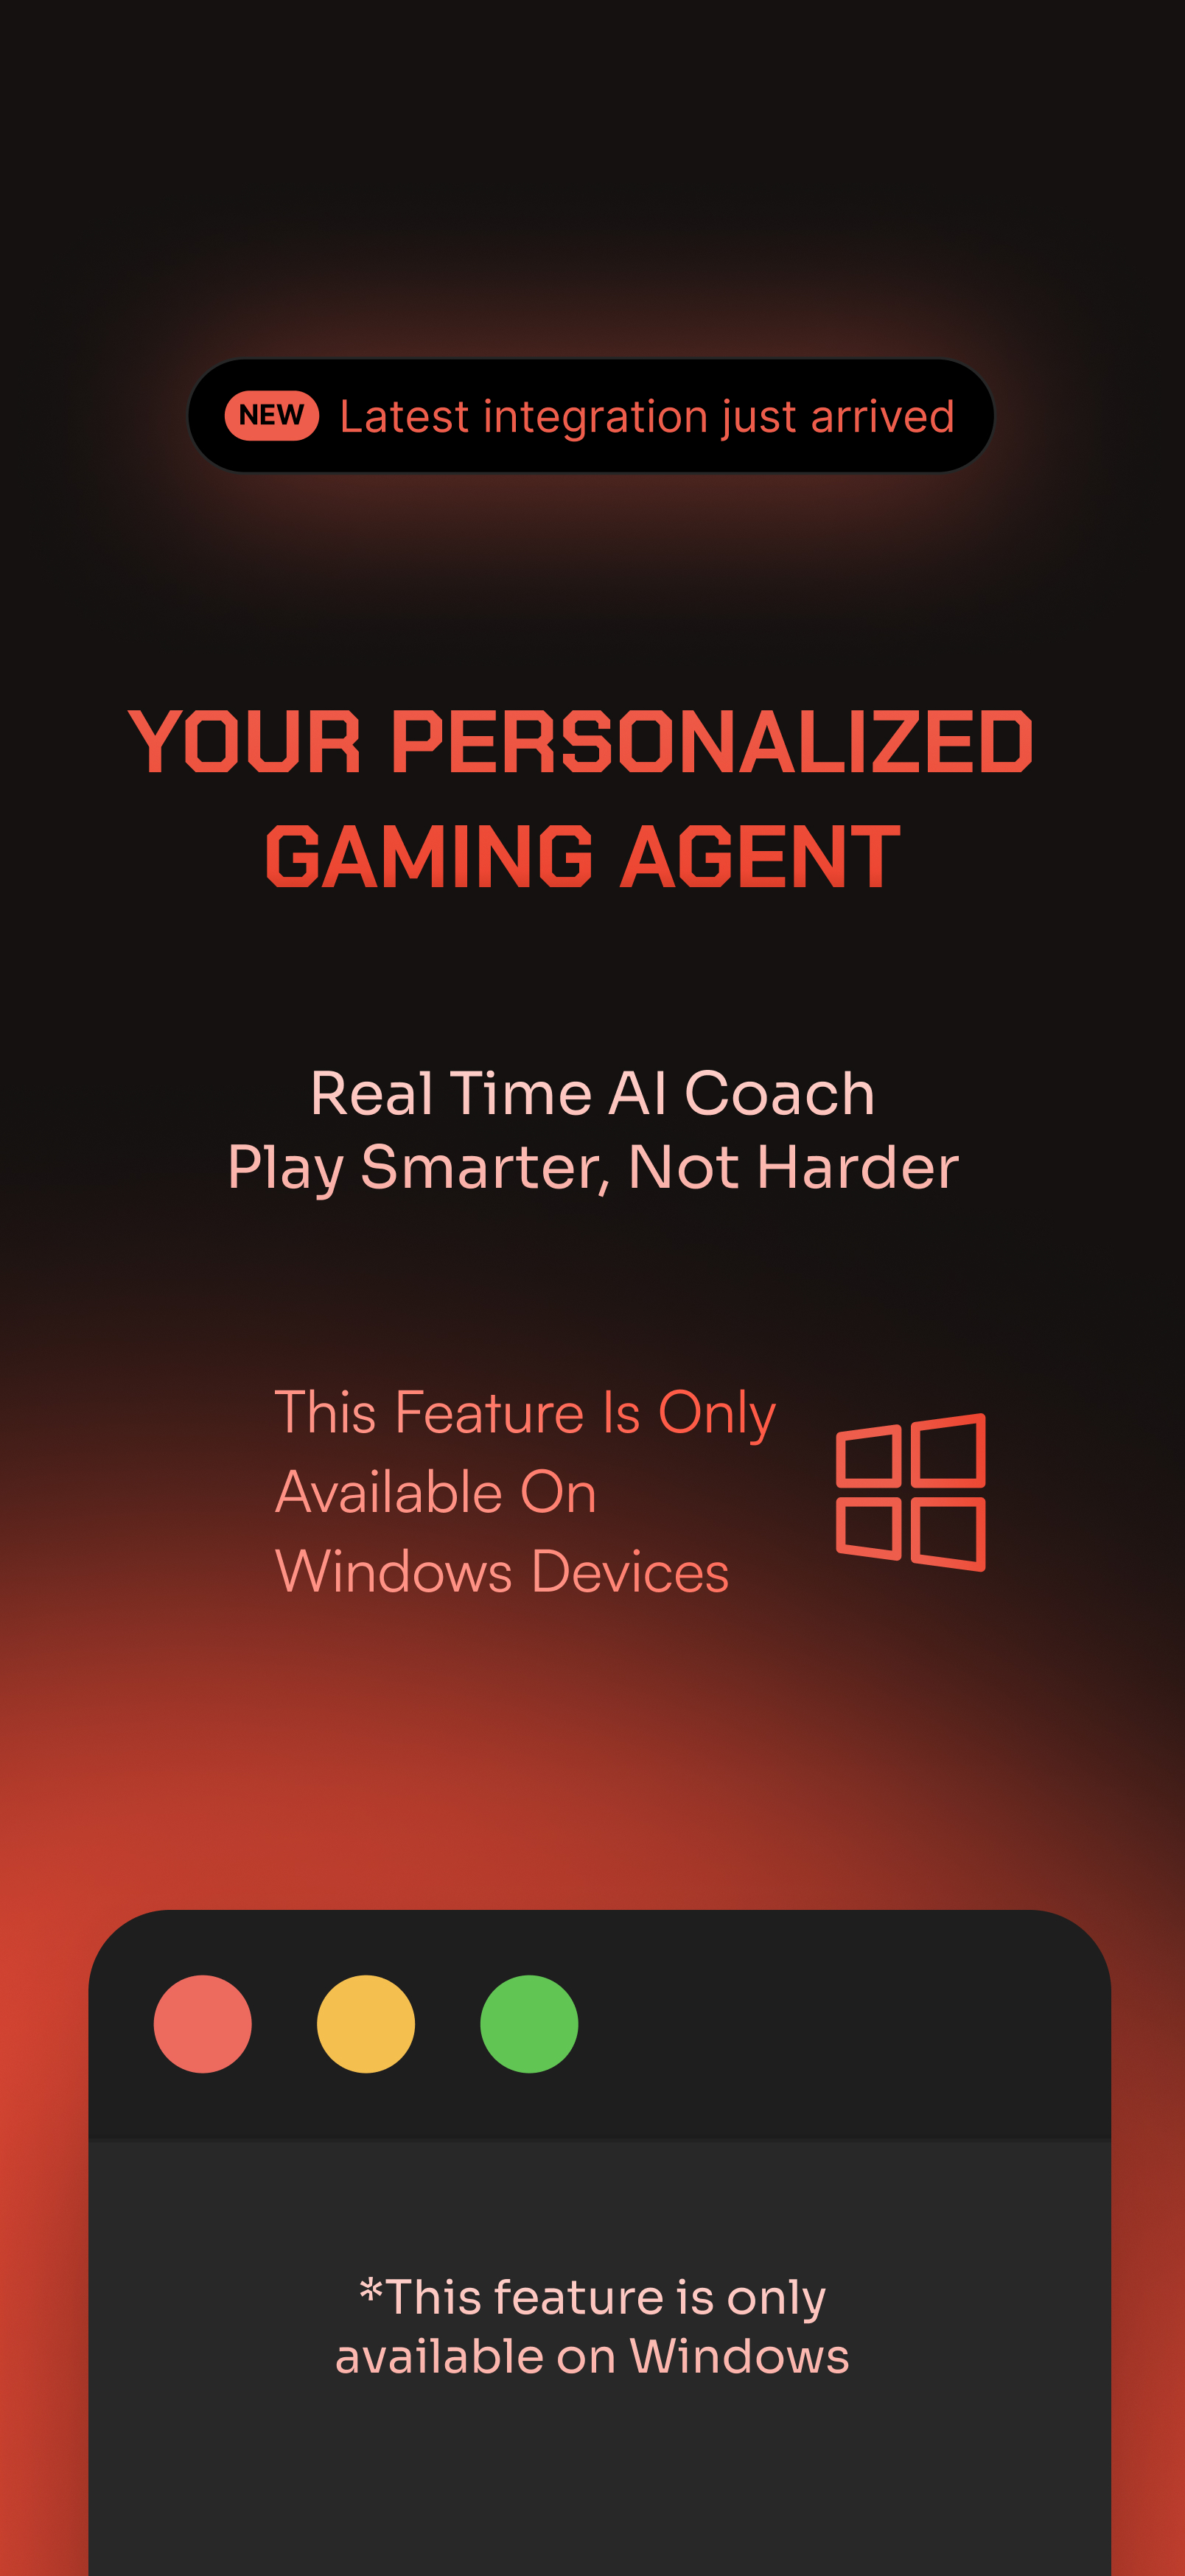 NEW Latest integration just arrived
YOUR PERSONALIZED
GAMING AGENT
Real Time AI Coach
Play Smarter, Not Harder
This Feature Is Only
Available On
Windows Devices
*This feature is only
available on Windows